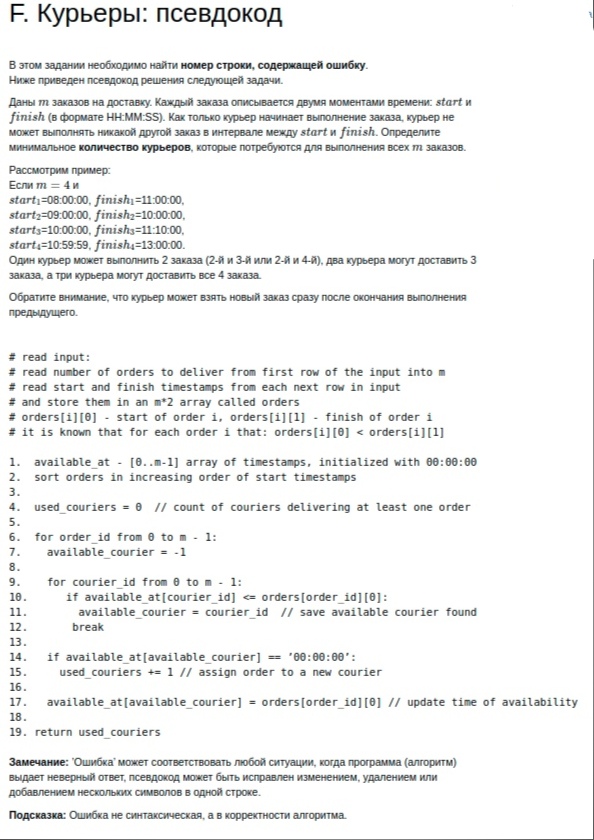 F. Курьеры: псевдокод
В этом задании необходимо найти номер строки, содержащей ошибку.
Ниже приведен псевдокод решения следующей задачи.
Даны m заказов на доставку. Каждый заказа описывается двумя моментами времени: start и
finish (в формате HH:MM:SS). Как только курьер начинает выполнение заказа, курьер не
может выполнять никакой другой заказ в интервале между start и finish. Определите
минимальное количество курьеров, которые потребуются для выполнения всех m заказов.
Рассмотрим пример:
Если m = 4 и
start₁=08:00:00, finish₁=11:00:00,
start₂=09:00:00, finish₂=10:00:00,
start₃=10:00:00, finish₃=11:10:00,
start₄=10:59:59, finish₄=13:00:00.
Один курьер может выполнить 2 заказа (2-й и 3-й или 2-й и 4-й), два курьера могут доставить 3
заказа, а три курьера могут доставить все 4 заказа.
Обратите внимание, что курьер может взять новый заказ сразу после окончания выполнения
предыдущего.
# read input:
# read number of orders to deliver from first row of the input into m
# read start and finish timestamps from each next row in input
# and store them in an m*2 array called orders
# orders[i][0] - start of order i, orders[i][1] - finish of order i
# it is known that for each order i that: orders[i][0] < orders[i][1]
1. available_at - [0..m-1] array of timestamps, initialized with 00:00:00
2. sort orders in increasing order of start timestamps
3.
4. used_couriers = 0 // count of couriers delivering at least one order
5.
6. for order_id from 0 to m - 1:
7. available_courier = -1
8.
9. for courier_id from 0 to m - 1:
10. if available_at[courier_id] <= orders[order_id][0]:
11. available_courier = courier_id // save available courier found
12. break
13.
14. if available_at[available_courier] == '00:00:00':
15. used_couriers += 1 // assign order to a new courier
16.
17. available_at[available_courier] = orders[order_id][0] // update time of availability
18.
19. return used_couriers
Замечание: 'Ошибка' может соответствовать любой ситуации, когда программа (алгоритм)
выдает неверный ответ, псевдокод может быть исправлен изменением, удалением или
добавлением нескольких символов в одной строке.
Подсказка: Ошибка не синтаксическая, а в корректности алгоритма.